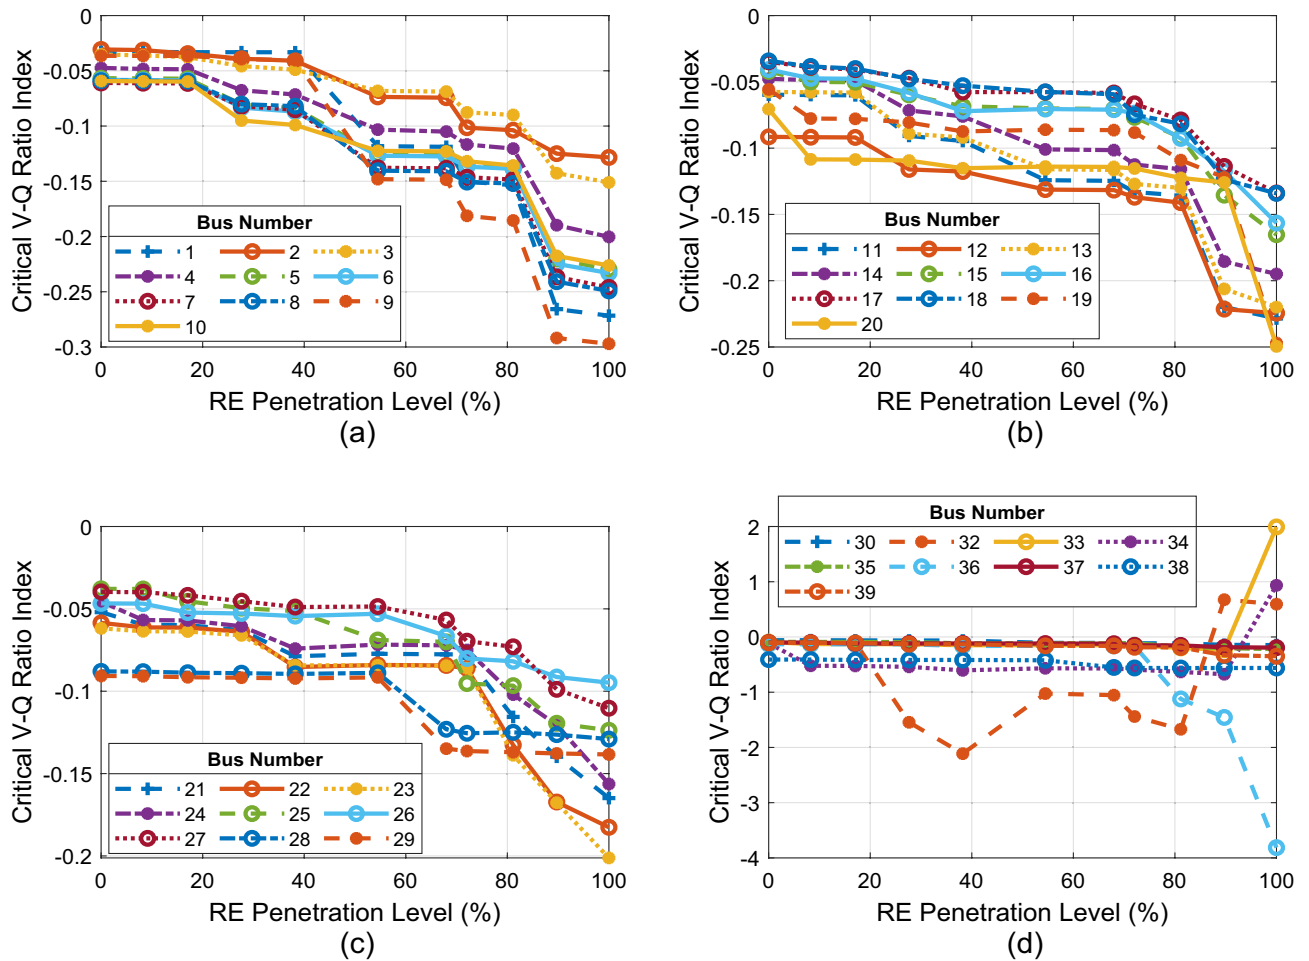 0
-0.05
-0.1
-0.15
-0.2
-0.25
-0.3
Critical V-Q Ratio Index
Bus Number
1 2 3
4 5 6
7 8 9
10
0 20 40 60 80 100
RE Penetration Level (%)
(a)
0
-0.05
-0.1
-0.15
-0.2
-0.25
Critical V-Q Ratio Index
Bus Number
11 12 13
14 15 16
17 18 19
20
0 20 40 60 80 100
RE Penetration Level (%)
(b)
0
-0.05
-0.1
-0.15
-0.2
Critical V-Q Ratio Index
Bus Number
21 22 23
24 25 26
27 28 29
0 20 40 60 80 100
RE Penetration Level (%)
(c)
2
1
0
-1
-2
-3
-4
Critical V-Q Ratio Index
Bus Number
30 32 33 34
35 36 37 38
39
0 20 40 60 80 100
RE Penetration Level (%)
(d)